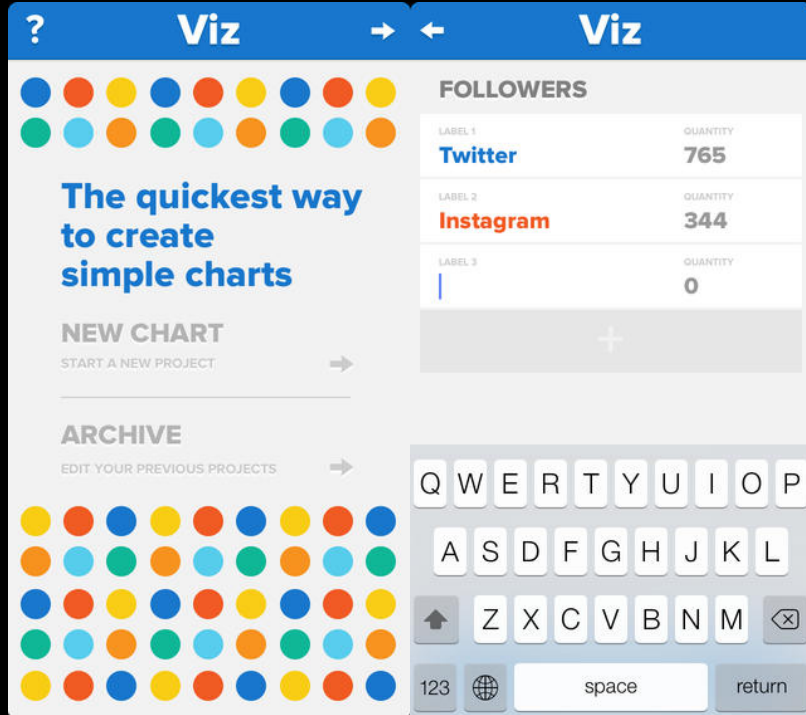 ? Viz
The quickest way
to create
simple charts
NEW CHART
START A NEW PROJECT
ARCHIVE
EDIT YOUR PREVIOUS PROJECTS
Viz
FOLLOWERS
LABEL 1 QUANTITY
Twitter 765
LABEL 2 QUANTITY
Instagram 344
LABEL 3 QUANTITY
0
+
Q W E R T Y U I O P
A S D F G H J K L
Z X C V B N M
123 space return